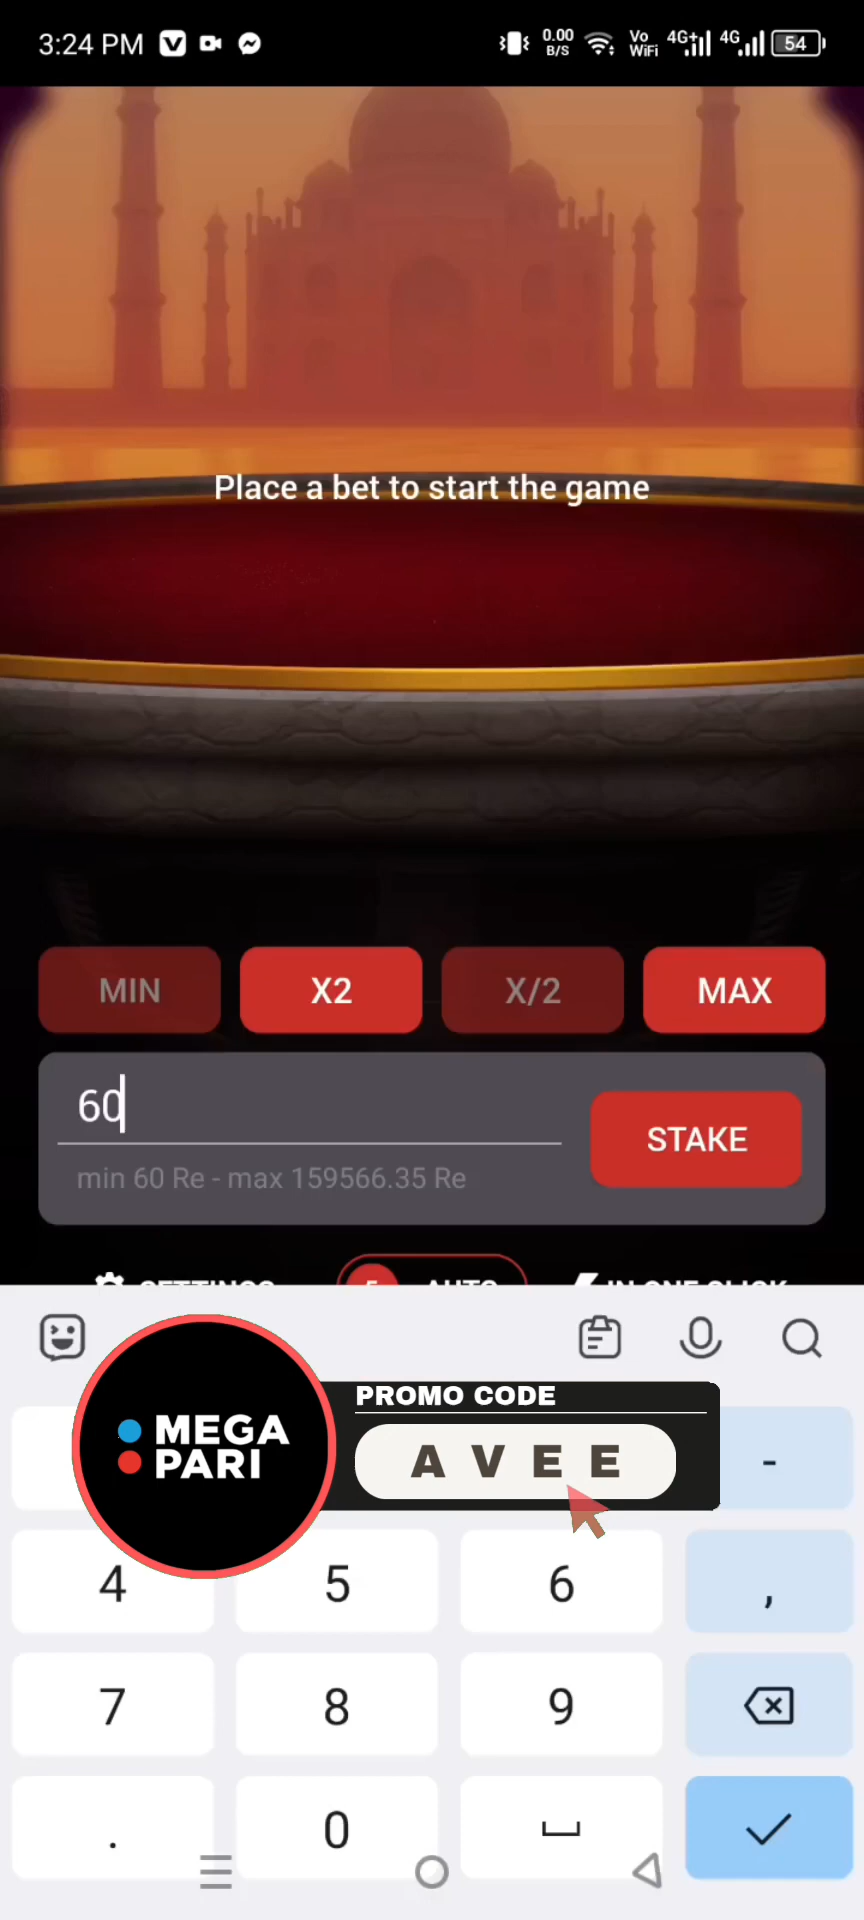 3:24 PM
0.00 B/S
Vo WiFi
4G+
4G
54
Place a bet to start the game
MIN
X2
X/2
MAX
60
STAKE
min 60 Re - max 159566.35 Re
SETTINGS
AUTO
IN ONE CLICK
MEGA
PARI
PROMO CODE
AVEE
-
4
5
6
,
7
8
9
.
0